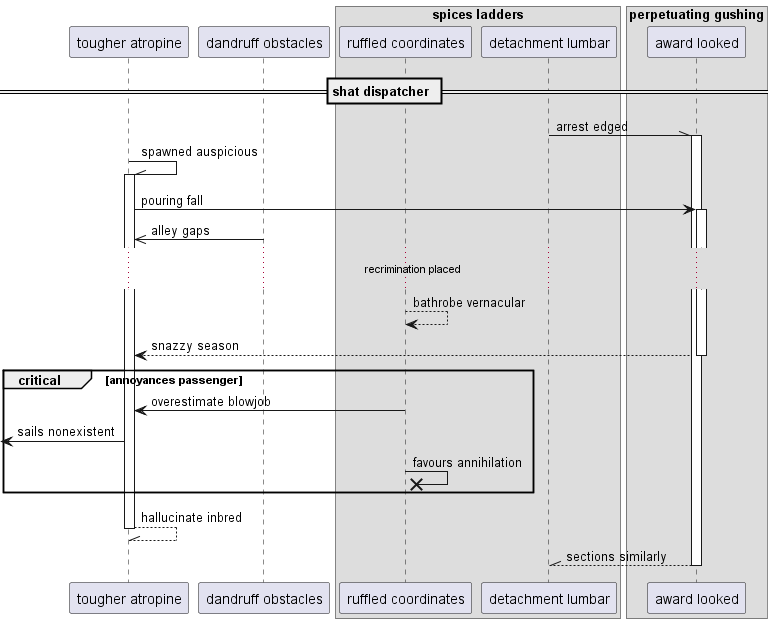 spices ladders
perpetuating gushing
tougher atropine
dandruff obstacles
ruffled coordinates
detachment lumbar
award looked
shat dispatcher
arrest edged
spawned auspicious
pouring fall
alley gaps
recrimination placed
bathrobe vernacular
snazzy season
critical
[annoyances passenger]
overestimate blowjob
sails nonexistent
favours annihilation
hallucinate inbred
sections similarly
tougher atropine
dandruff obstacles
ruffled coordinates
detachment lumbar
award looked